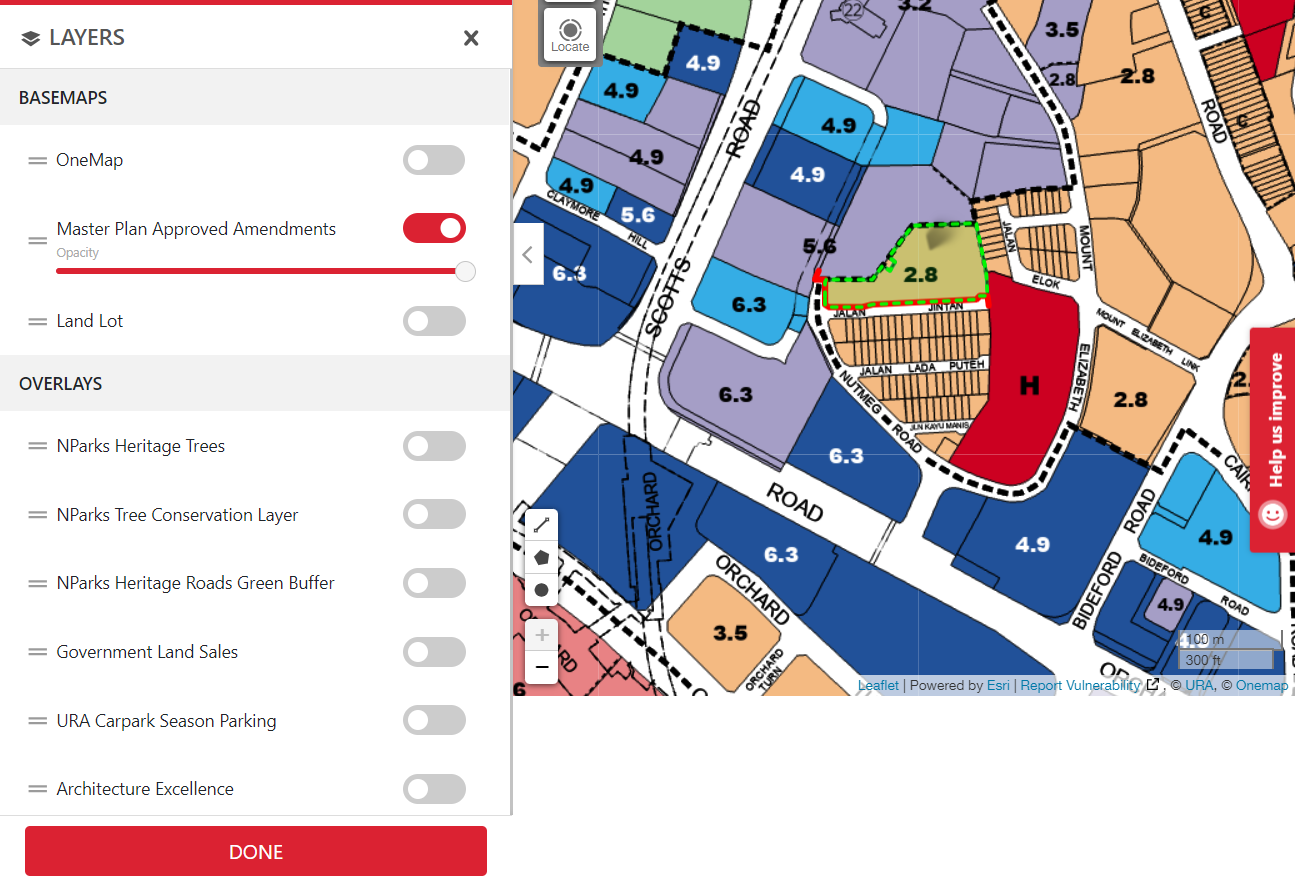 LAYERS
BASEMAPS
OneMap
Master Plan Approved Amendments
Opacity
Land Lot
OVERLAYS
NParks Heritage Trees
NParks Tree Conservation Layer
NParks Heritage Roads Green Buffer
Government Land Sales
URA Carpark Season Parking
Architecture Excellence
DONE
Locate
22
3.2
3.5
2.8
2.8
C
C
ROAD
4.9
4.9
4.9
4.9
5.6
CLAYMORE
HILL
6.3
ROAD
SCOTTS
4.9
4.9
5.6
6.3
6.3
2.8
JALAN
MOUNT
ELOK
JALAN JINTAN
JALAN LADA PUTEH
JLN KAYU MANIS
NUTMEG
ROAD
H
ELIZABETH
MOUNT ELIZABETH LINK
2.8
6.3
ROAD
ORCHARD
6.3
ORCHARD
3.5
ORCHARD
TURN
4.9
BIDEFORD
ROAD
4.9
BIDEFORD
ROAD
4.9
4.9
Help us improve
100 m
300 ft
+
−
6
Leaflet | Powered by Esri | Report Vulnerability , © URA, © Onemap